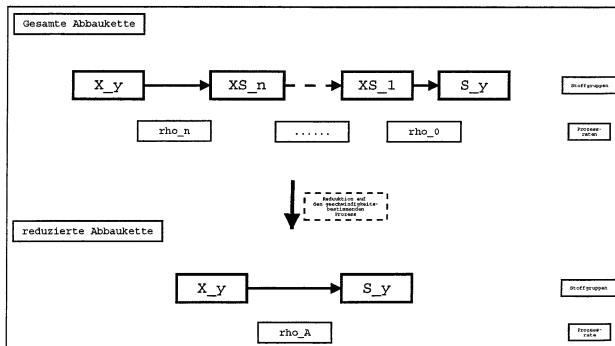 Gesamte Abbaukette
X_y XS_n XS_1 S_y Stoffgruppen
rho_n ...... rho_0 Prozess-
raten
Reduktion auf
den geschwindigkeits-
bestimmenden
Prozess
reduzierte Abbaukette
X_y S_y Stoffgruppen
rho_A Prozess-
rate